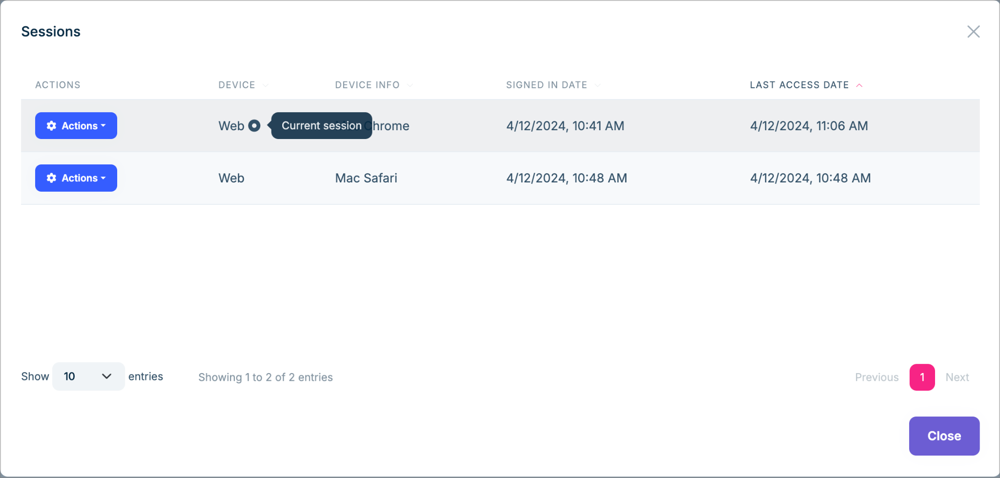 Sessions
ACTIONS DEVICE DEVICE INFO SIGNED IN DATE LAST ACCESS DATE
Actions Web Current session Chrome 4/12/2024, 10:41 AM 4/12/2024, 11:06 AM
Actions Web Mac Safari 4/12/2024, 10:48 AM 4/12/2024, 10:48 AM
Show 10 entries Showing 1 to 2 of 2 entries Previous 1 Next
Close